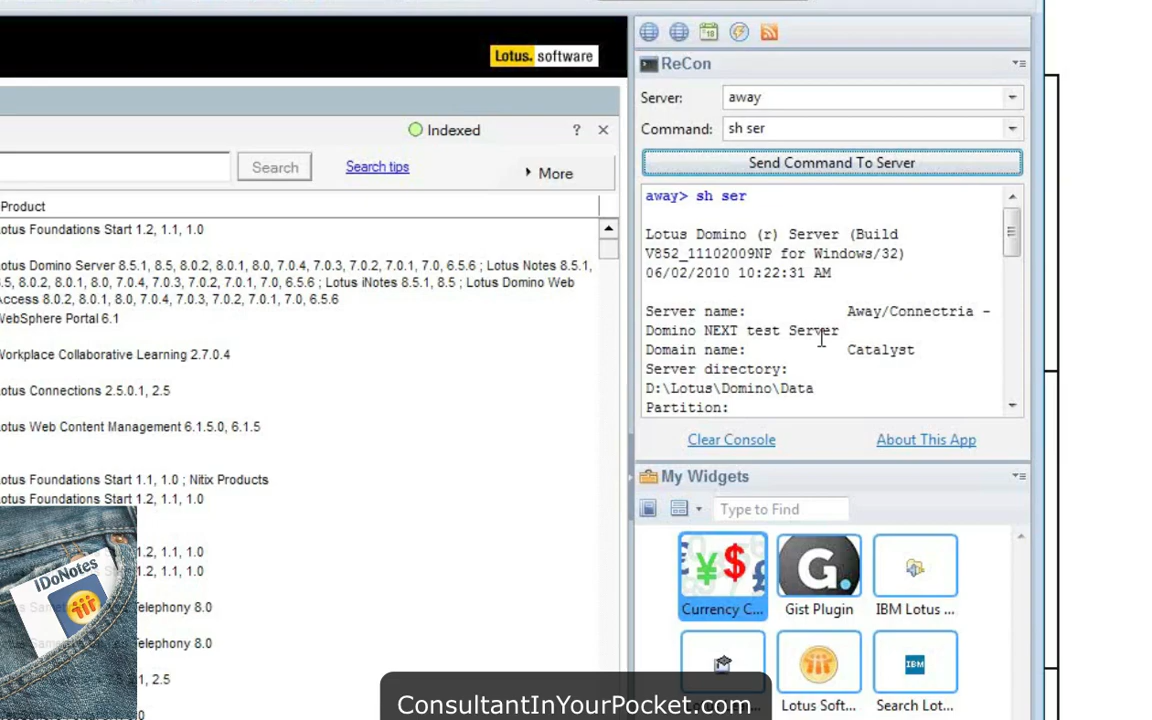 Lotus. software
ReCon
Server: away
Command: sh ser
Send Command To Server
Indexed ? ×
Search
Search tips
More
Product
otus Foundations Start 1.2, 1.1, 1.0
otus Domino Server 8.5.1, 8.5, 8.0.2, 8.0.1, 8.0, 7.0.4, 7.0.3, 7.0.2, 7.0.1, 7.0, 6.5.6 ; Lotus Notes 8.5.1,
.5, 8.0.2, 8.0.1, 8.0, 7.0.4, 7.0.3, 7.0.2, 7.0.1, 7.0, 6.5.6 ; Lotus iNotes 8.5.1, 8.5 ; Lotus Domino Web
ccess 8.0.2, 8.0.1, 8.0, 7.0.4, 7.0.3, 7.0.2, 7.0.1, 7.0, 6.5.6
ebSphere Portal 6.1
orkplace Collaborative Learning 2.7.0.4
otus Connections 2.5.0.1, 2.5
otus Web Content Management 6.1.5.0, 6.1.5
otus Foundations Start 1.1, 1.0 ; Nitix Products
otus Foundations Start 1.2, 1.1, 1.0
1.2, 1.1, 1.0
1.2, 1.1, 1.0
elephony 8.0
elephony 8.0
.1, 2.5
away> sh ser
Lotus Domino (r) Server (Build
V852_11102009NP for Windows/32)
06/02/2010 10:22:31 AM
Server name: Away/Connectria -
Domino NEXT test Server
Domain name: Catalyst
Server directory:
D:\Lotus\Domino\Data
Partition:
Clear Console
About This App
My Widgets
Type to Find
Currency C...
Gist Plugin
IBM Lotus ...
IBM
Lotus Soft...
Search Lot...
IDoNotes
ConsultantInYourPocket.com